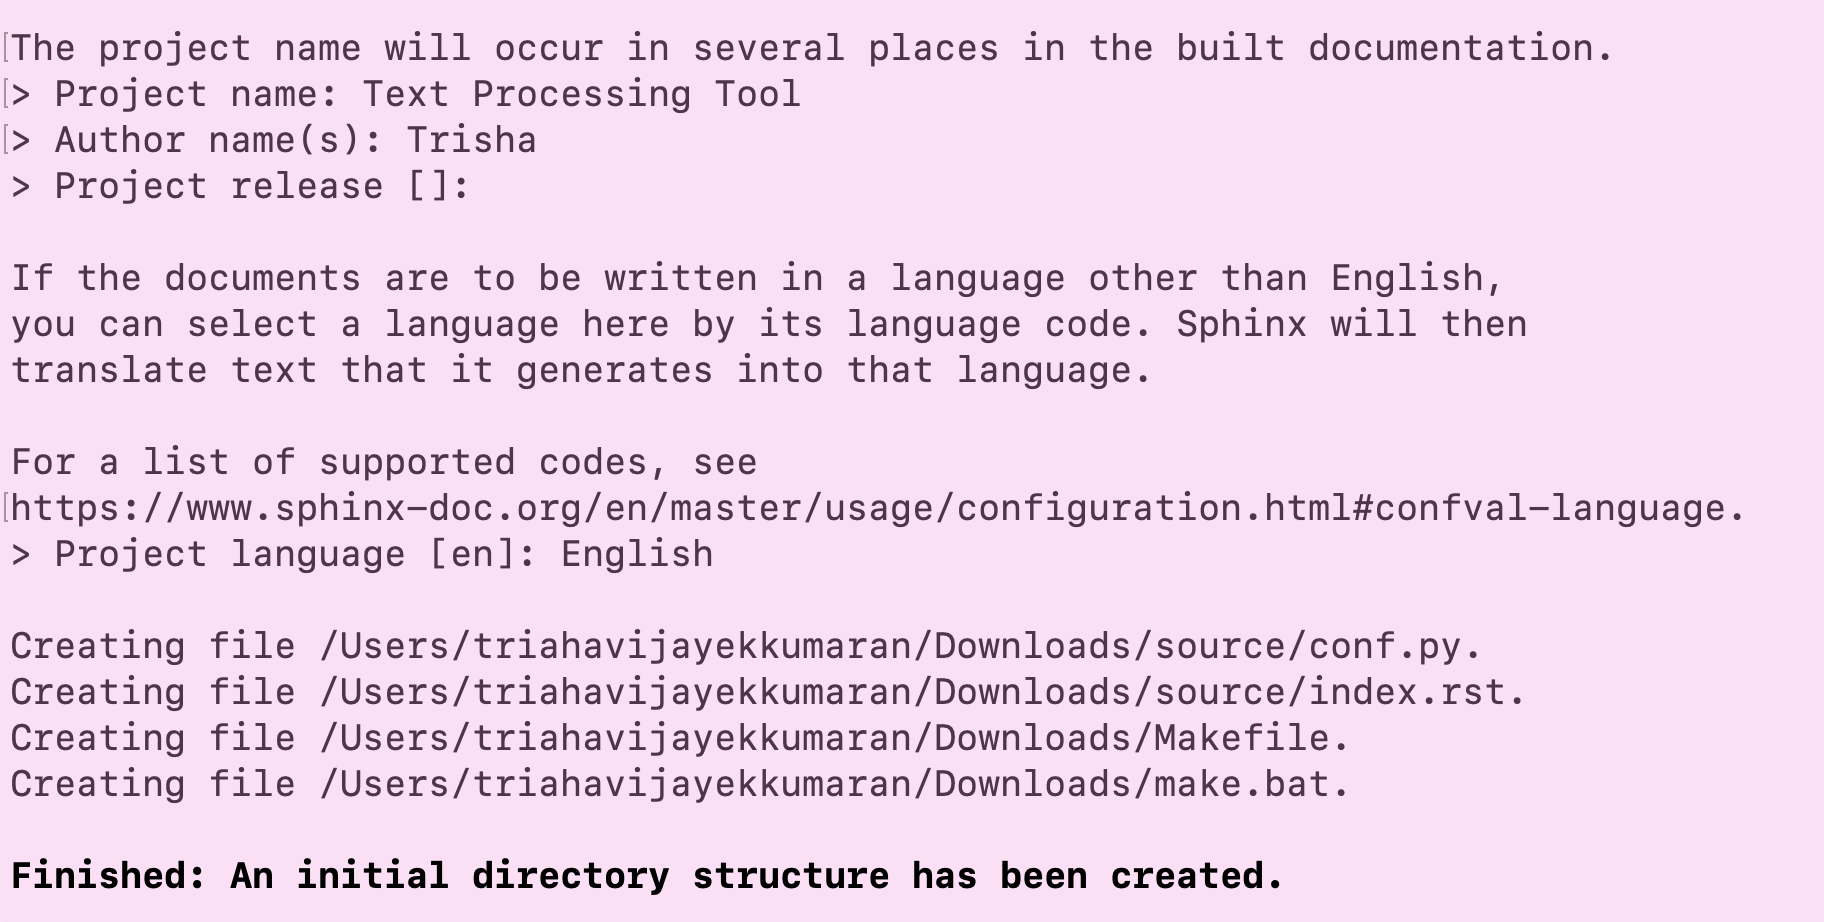 The project name will occur in several places in the built documentation.
> Project name: Text Processing Tool
> Author name(s): Trisha
> Project release []:
If the documents are to be written in a language other than English,
you can select a language here by its language code. Sphinx will then
translate text that it generates into that language.
For a list of supported codes, see
https://www.sphinx-doc.org/en/master/usage/configuration.html#confval-language.
> Project language [en]: English
Creating file /Users/triahavijayekkumaran/Downloads/source/conf.py.
Creating file /Users/triahavijayekkumaran/Downloads/source/index.rst.
Creating file /Users/triahavijayekkumaran/Downloads/Makefile.
Creating file /Users/triahavijayekkumaran/Downloads/make.bat.
Finished: An initial directory structure has been created.